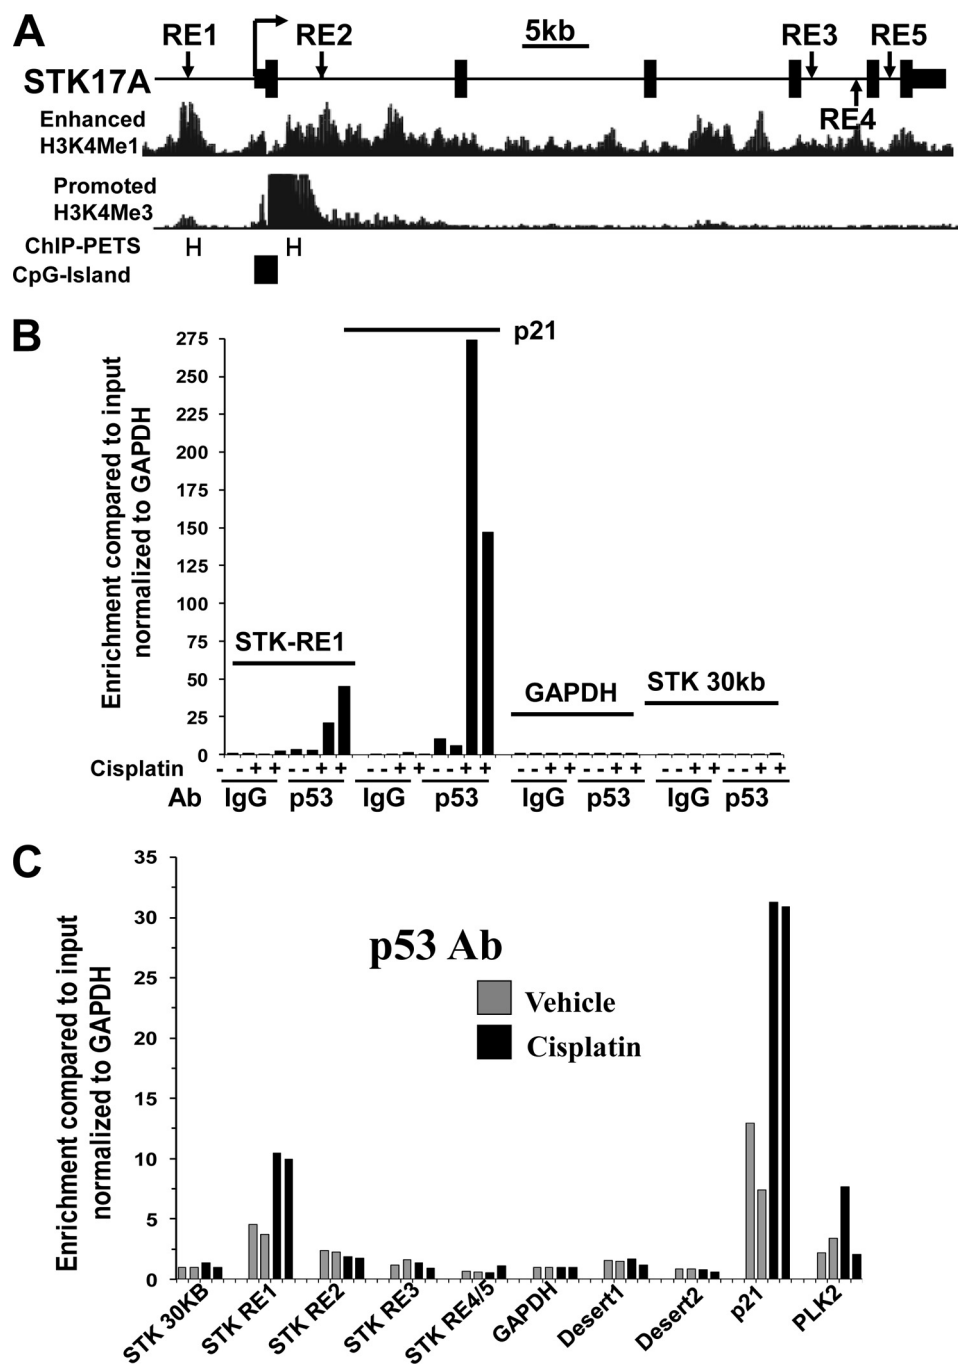 A
RE1 RE2 5kb RE3 RE5
STK17A
RE4
Enhanced
H3K4Me1
Promoted
H3K4Me3
ChIP-PETS H H
CpG-Island
B
p21
Enrichment compared to input
normalized to GAPDH
275
250
225
200
175
150
125
100
75
50
25
0
STK-RE1
GAPDH
STK 30kb
Cisplatin - - + + - - + + - - + + - - + + - - + + - - + + - - + + - - + +
Ab IgG p53 IgG p53 IgG p53 IgG p53
C
Enrichment compared to input
normalized to GAPDH
35
30
25
20
15
10
5
0
p53 Ab
Vehicle
Cisplatin
STK 30KB
STK RE1
STK RE2
STK RE3
STK RE4/5
GAPDH
Desert1
Desert2
p21
PLK2